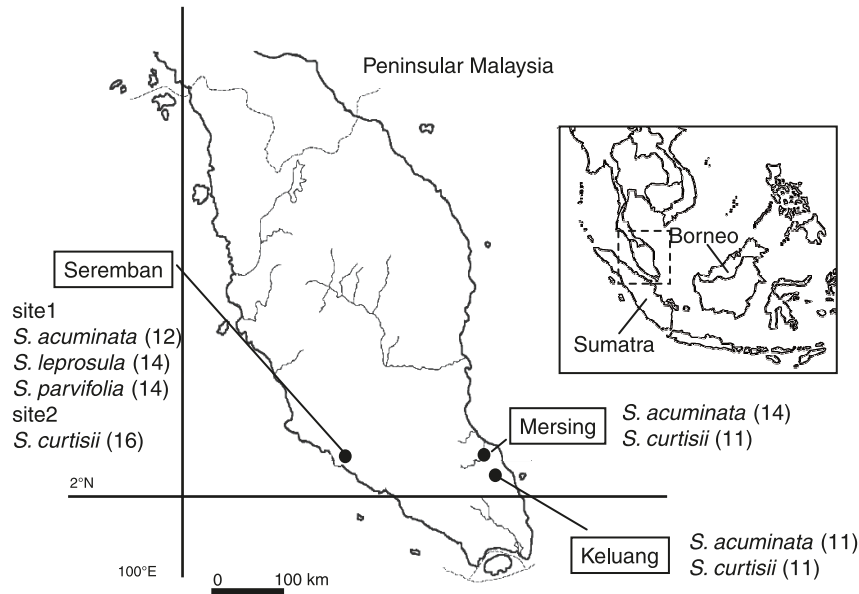 Peninsular Malaysia
Borneo
Sumatra
Seremban
site1
S. acuminata (12)
S. leprosula (14)
S. parvifolia (14)
site2
S. curtisii (16)
Mersing
S. acuminata (14)
S. curtisii (11)
2°N
Keluang
S. acuminata (11)
S. curtisii (11)
100°E
0 100 km